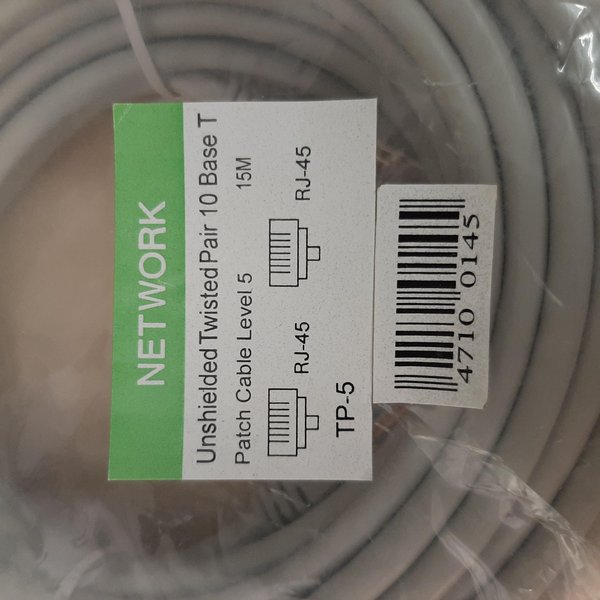 NETWORK
Unshielded Twisted Pair 10 Base T
Patch Cable Level 5 15M
RJ-45 RJ-45
TP-5
4710 0145